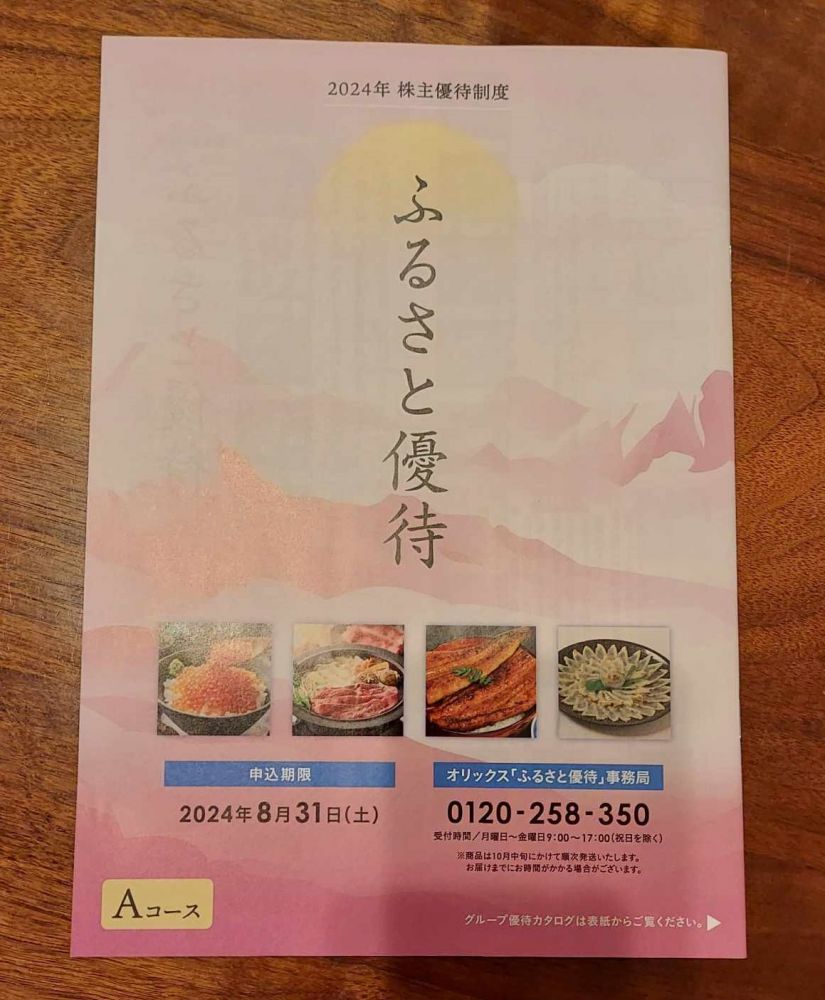 2024年 株主優待制度
ふるさと優待
申込期限
2024年8月31日(土)
オリックス「ふるさと優待」事務局
0120-258-350
受付時間/月曜日～金曜日9:00～17:00(祝日を除く)
※商品は10月中旬にかけて順次発送いたします。
お届けまでにお時間がかかる場合がございます。
Aコース
グループ優待カタログは表紙からご覧ください。▶